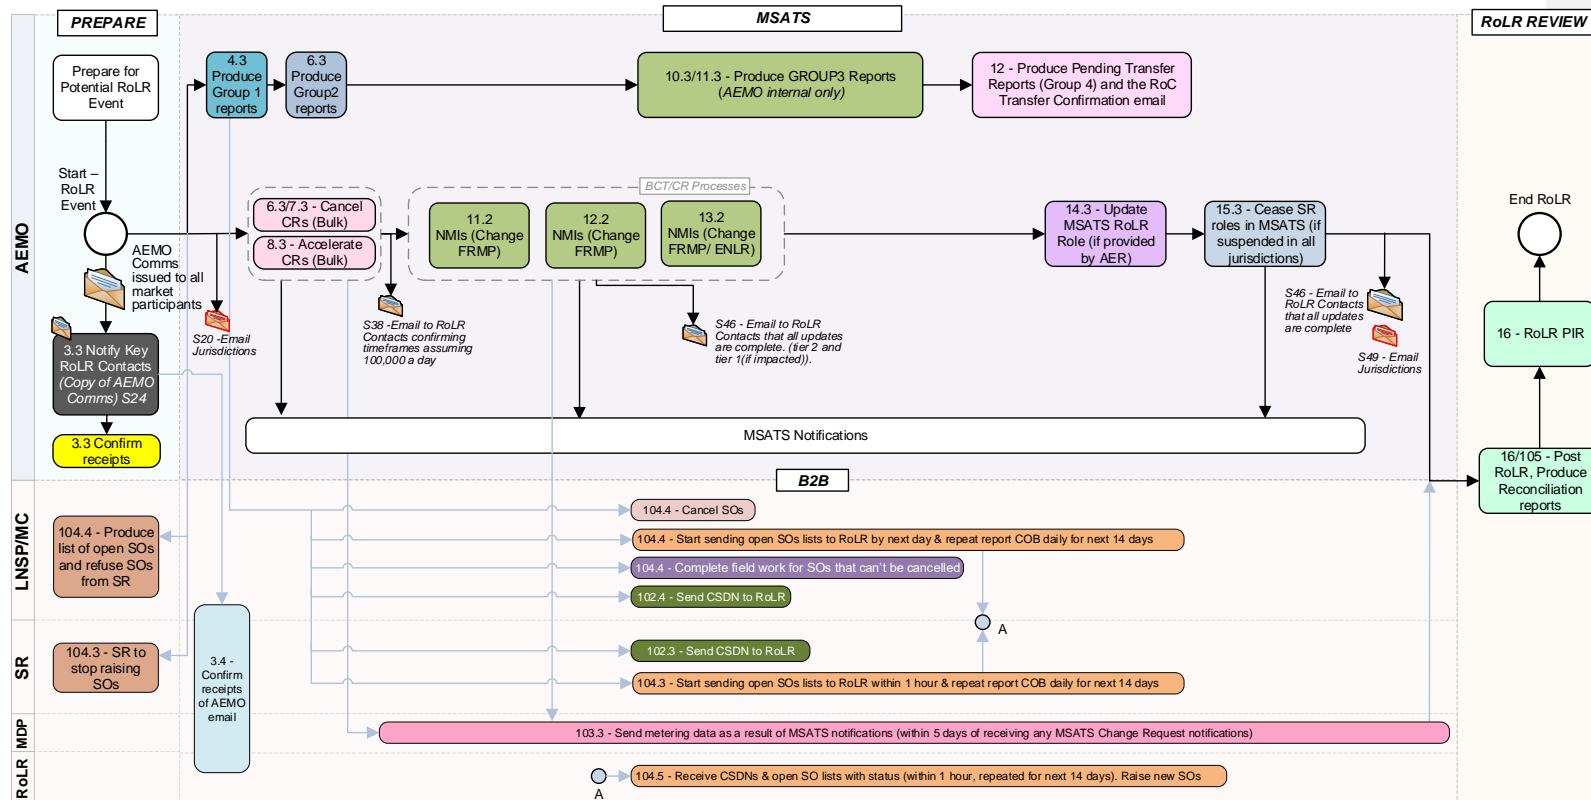 PREPARE
MSATS
RoLR REVIEW
AEMO
Prepare for
Potential RoLR
Event
4.3
Produce
Group 1
reports
6.3
Produce
Group2
reports
10.3/11.3 - Produce GROUP3 Reports
(AEMO internal only)
12 - Produce Pending Transfer
Reports (Group 4) and the RoC
Transfer Confirmation email
Start –
RoLR
Event
BCT/CR Processes
6.3/7.3 - Cancel
CRs (Bulk)
8.3 - Accelerate
CRs (Bulk)
11.2
NMIs (Change
FRMP)
12.2
NMIs (Change
FRMP)
13.2
NMIs (Change
FRMP/ ENLR)
14.3 - Update
MSATS RoLR
Role (if provided
by AER)
15.3 - Cease SR
roles in MSATS (if
suspended in all
jurisdictions)
End RoLR
AEMO
Comms
issued to all
market
participants
S20 -Email
Jurisdictions
S38 -Email to RoLR
Contacts confirming
timeframes assuming
100,000 a day
S46 - Email to RoLR
Contacts that all updates
are complete. (tier 2 and
tier 1(if impacted)).
S46 - Email to
RoLR Contacts
that all updates
are complete
S49 - Email
Jurisdictions
16 - RoLR PIR
3.3 Notify Key
RoLR Contacts
(Copy of AEMO
Comms) S24
3.3 Confirm
receipts
MSATS Notifications
16/105 - Post
RoLR, Produce
Reconciliation
reports
B2B
LNSP/MC
104.4 - Produce
list of open SOs
and refuse SOs
from SR
104.4 - Cancel SOs
104.4 - Start sending open SOs lists to RoLR by next day & repeat report COB daily for next 14 days
104.4 - Complete field work for SOs that can't be cancelled
102.4 - Send CSDN to RoLR
A
SR
104.3 - SR to
stop raising
SOs
3.4 -
Confirm
receipts
of AEMO
email
102.3 - Send CSDN to RoLR
104.3 - Start sending open SOs lists to RoLR within 1 hour & repeat report COB daily for next 14 days
MDP
103.3 - Send metering data as a result of MSATS notifications (within 5 days of receiving any MSATS Change Request notifications)
RoLR
A
104.5 - Receive CSDNs & open SO lists with status (within 1 hour, repeated for next 14 days). Raise new SOs